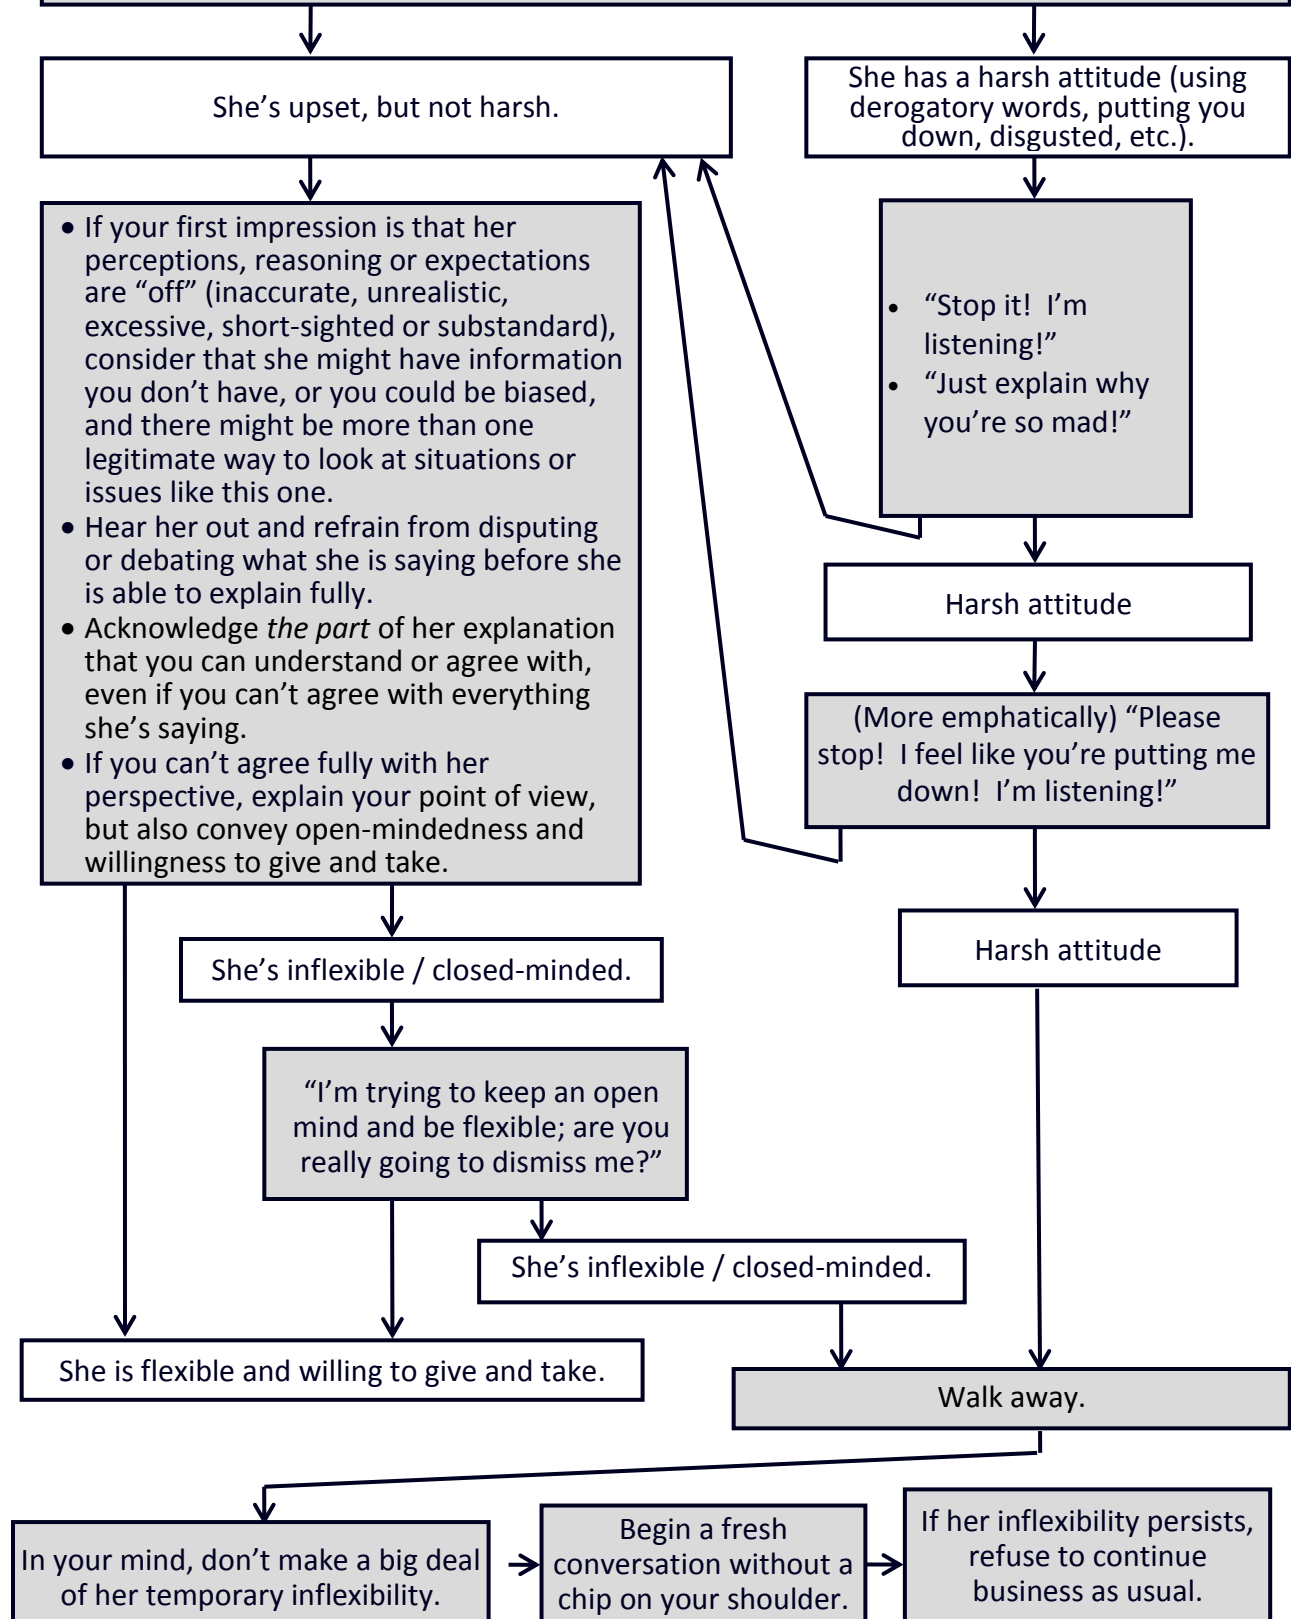 She’s upset, but not harsh.
She has a harsh attitude (using
derogatory words, putting you
down, disgusted, etc.).
• If your first impression is that her
perceptions, reasoning or expectations
are “off” (inaccurate, unrealistic,
excessive, short-sighted or substandard),
consider that she might have information
you don’t have, or you could be biased,
and there might be more than one
legitimate way to look at situations or
issues like this one.
• Hear her out and refrain from disputing
or debating what she is saying before she
is able to explain fully.
• Acknowledge the part of her explanation
that you can understand or agree with,
even if you can’t agree with everything
she’s saying.
• If you can’t agree fully with her
perspective, explain your point of view,
but also convey open-mindedness and
willingness to give and take.
• “Stop it!  I’m
listening!”
• “Just explain why
you’re so mad!”
Harsh attitude
(More emphatically) “Please
stop!  I feel like you’re putting me
down!  I’m listening!”
Harsh attitude
She’s inflexible / closed-minded.
“I’m trying to keep an open
mind and be flexible; are you
really going to dismiss me?”
She’s inflexible / closed-minded.
She is flexible and willing to give and take.
Walk away.
In your mind, don’t make a big deal
of her temporary inflexibility.
Begin a fresh
conversation without a
chip on your shoulder.
If her inflexibility persists,
refuse to continue
business as usual.